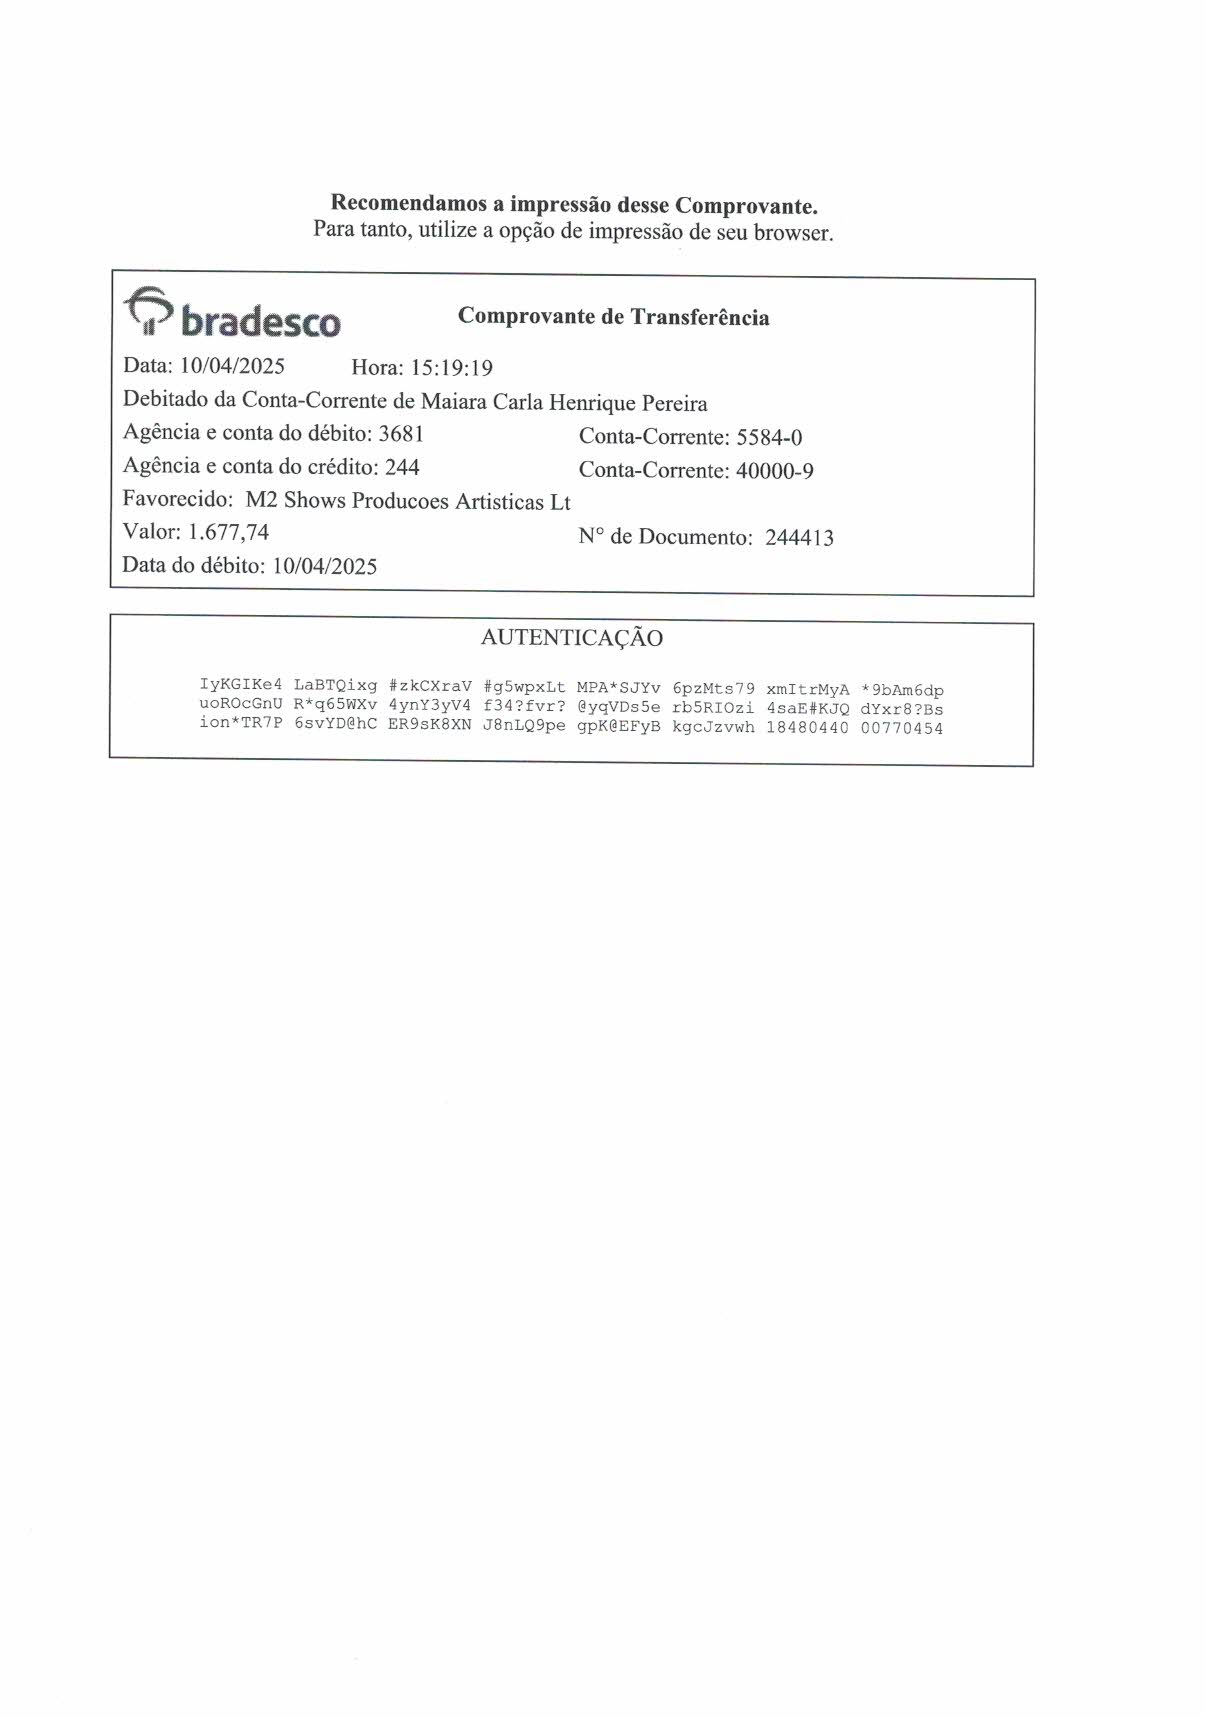 Recomendamos a impressão desse Comprovante.
Para tanto, utilize a opção de impressão de seu browser.
bradesco
Comprovante de Transferência
Data: 10/04/2025 Hora: 15:19:19
Debitado da Conta-Corrente de Maiara Carla Henrique Pereira
Agência e conta do débito: 3681 Conta-Corrente: 5584-0
Agência e conta do crédito: 244 Conta-Corrente: 40000-9
Favorecido: M2 Shows Producoes Artisticas Lt
Valor: 1.677,74 Nº de Documento: 244413
Data do débito: 10/04/2025
AUTENTICAÇÃO
IyKGIKe4 LaBTQixg #zkCXraV #g5wpxLt MPA*SJYv 6pzMts79 xmItrMyA *9bAm6dp
uoROcGnU R*q65WXv 4ynY3yV4 f34?fvr? @yqVDs5e rb5RIOzi 4saE#KJQ dYxr8?Bs
ion*TR7P 6svYD@hC ER9sK8XN J8nLQ9pe gpK@EFyB kgcJzvwh 18480440 00770454